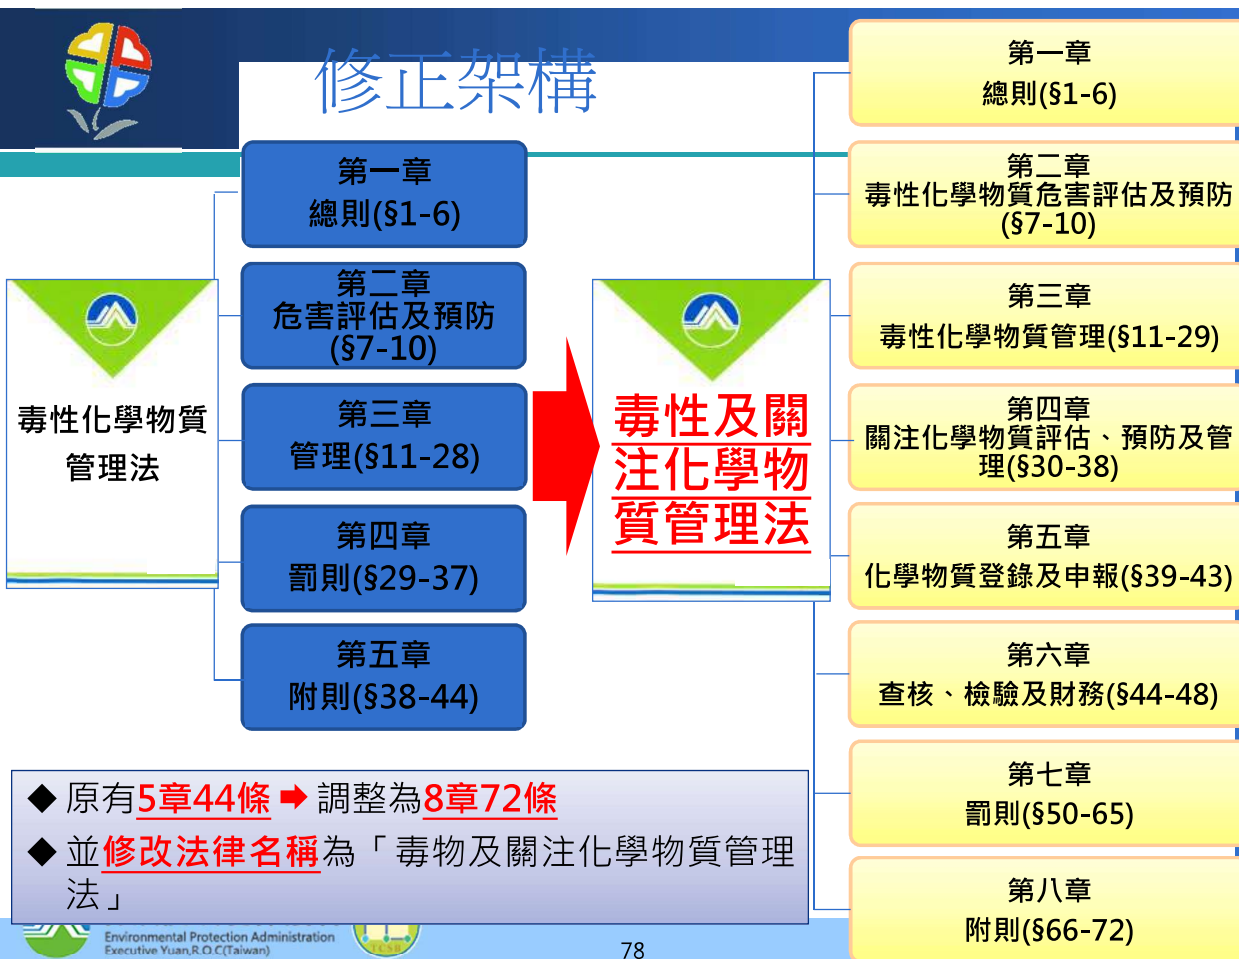 修正架構
毒性化學物質
管理法
第一章
總則(§1-6)
第二章
危害評估及預防
(§7-10)
第三章
管理(§11-28)
第四章
罰則(§29-37)
第五章
附則(§38-44)
毒性及關
注化學物
質管理法
第一章
總則(§1-6)
第二章
毒性化學物質危害評估及預防
(§7-10)
第三章
毒性化學物質管理(§11-29)
第四章
關注化學物質評估、預防及管
理(§30-38)
第五章
化學物質登錄及申報(§39-43)
第六章
查核、檢驗及財務(§44-48)
第七章
罰則(§50-65)
第八章
附則(§66-72)
◆ 原有5章44條 ➡ 調整為8章72條
◆ 並修改法律名稱為「毒物及關注化學物質管理
法」
Environmental Protection Administration
Executive Yuan,R.O.C(Taiwan)
TCSB
78